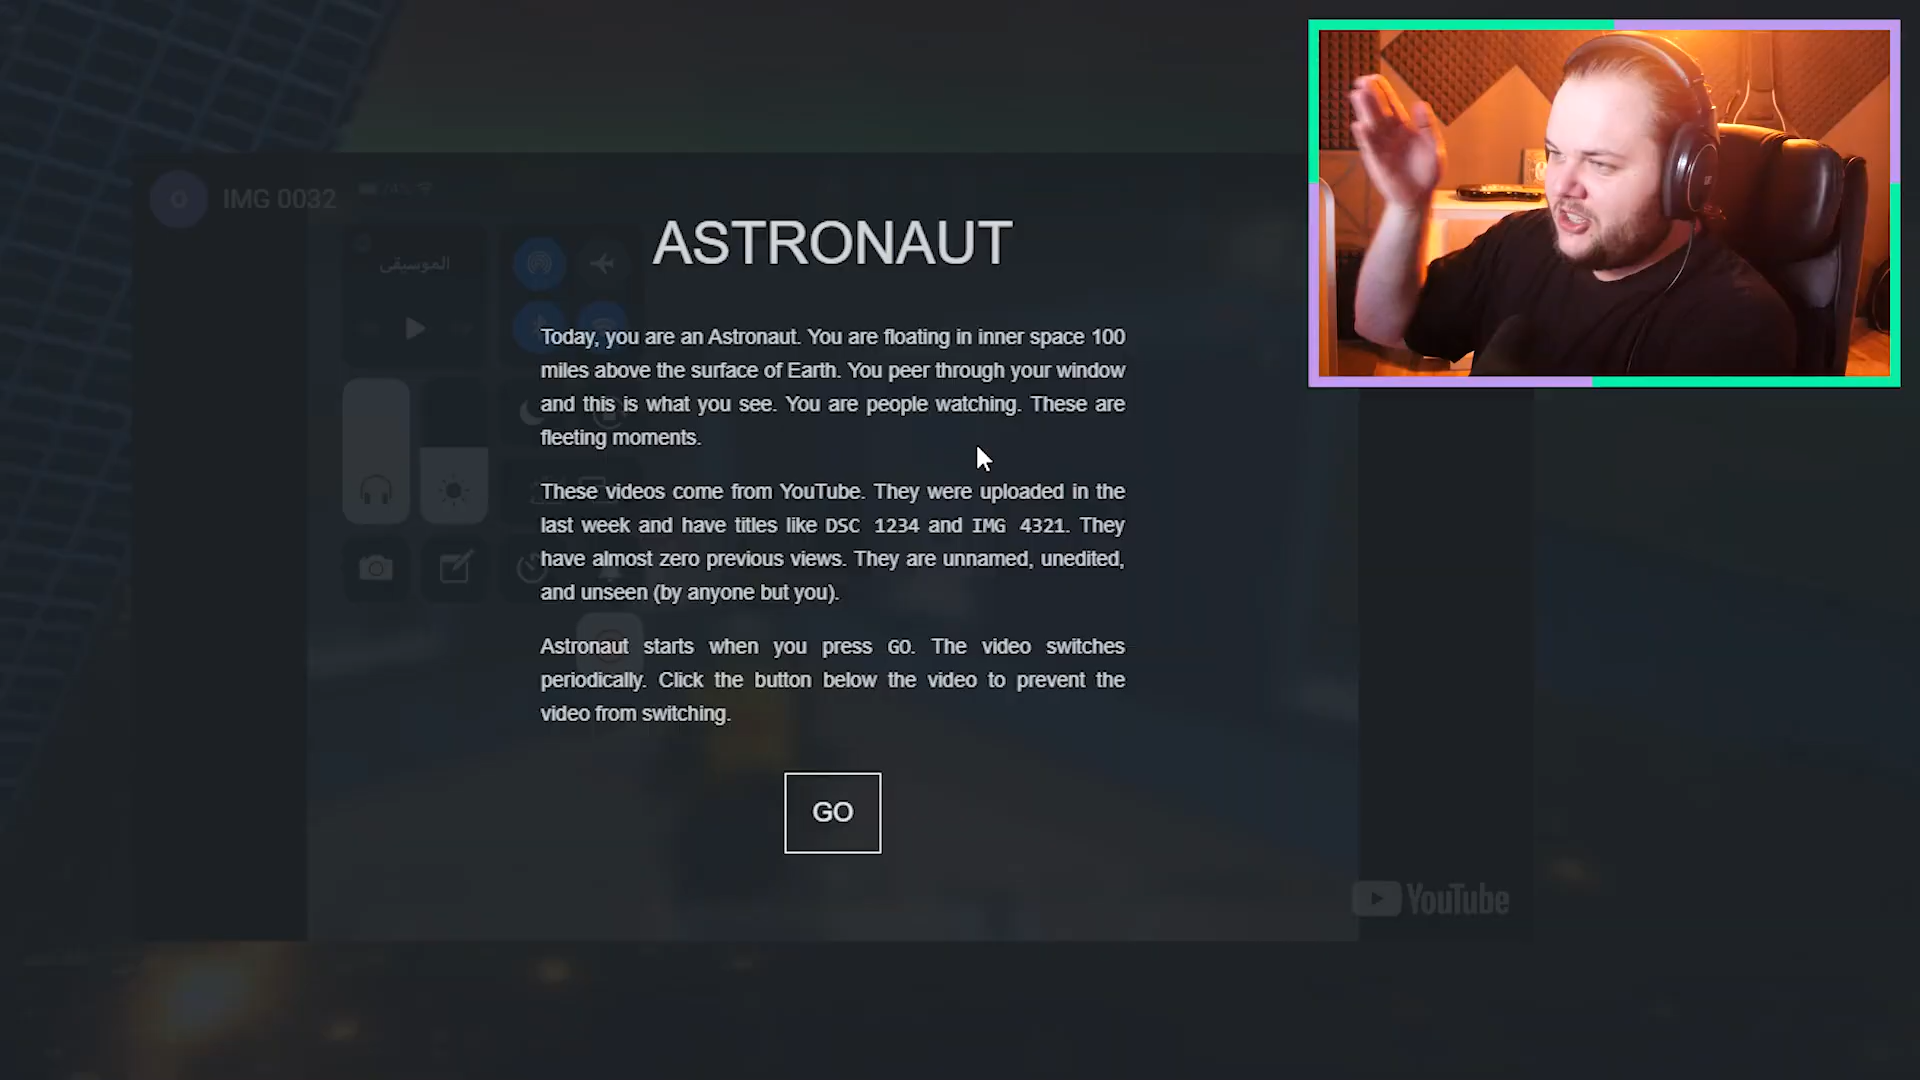 IMG 0032
74%
الموسيقى
ASTRONAUT
Today, you are an Astronaut. You are floating in inner space 100
miles above the surface of Earth. You peer through your window
and this is what you see. You are people watching. These are
fleeting moments.
These videos come from YouTube. They were uploaded in the
last week and have titles like DSC 1234 and IMG 4321. They
have almost zero previous views. They are unnamed, unedited,
and unseen (by anyone but you).
Astronaut starts when you press GO. The video switches
periodically. Click the button below the video to prevent the
video from switching.
GO
YouTube